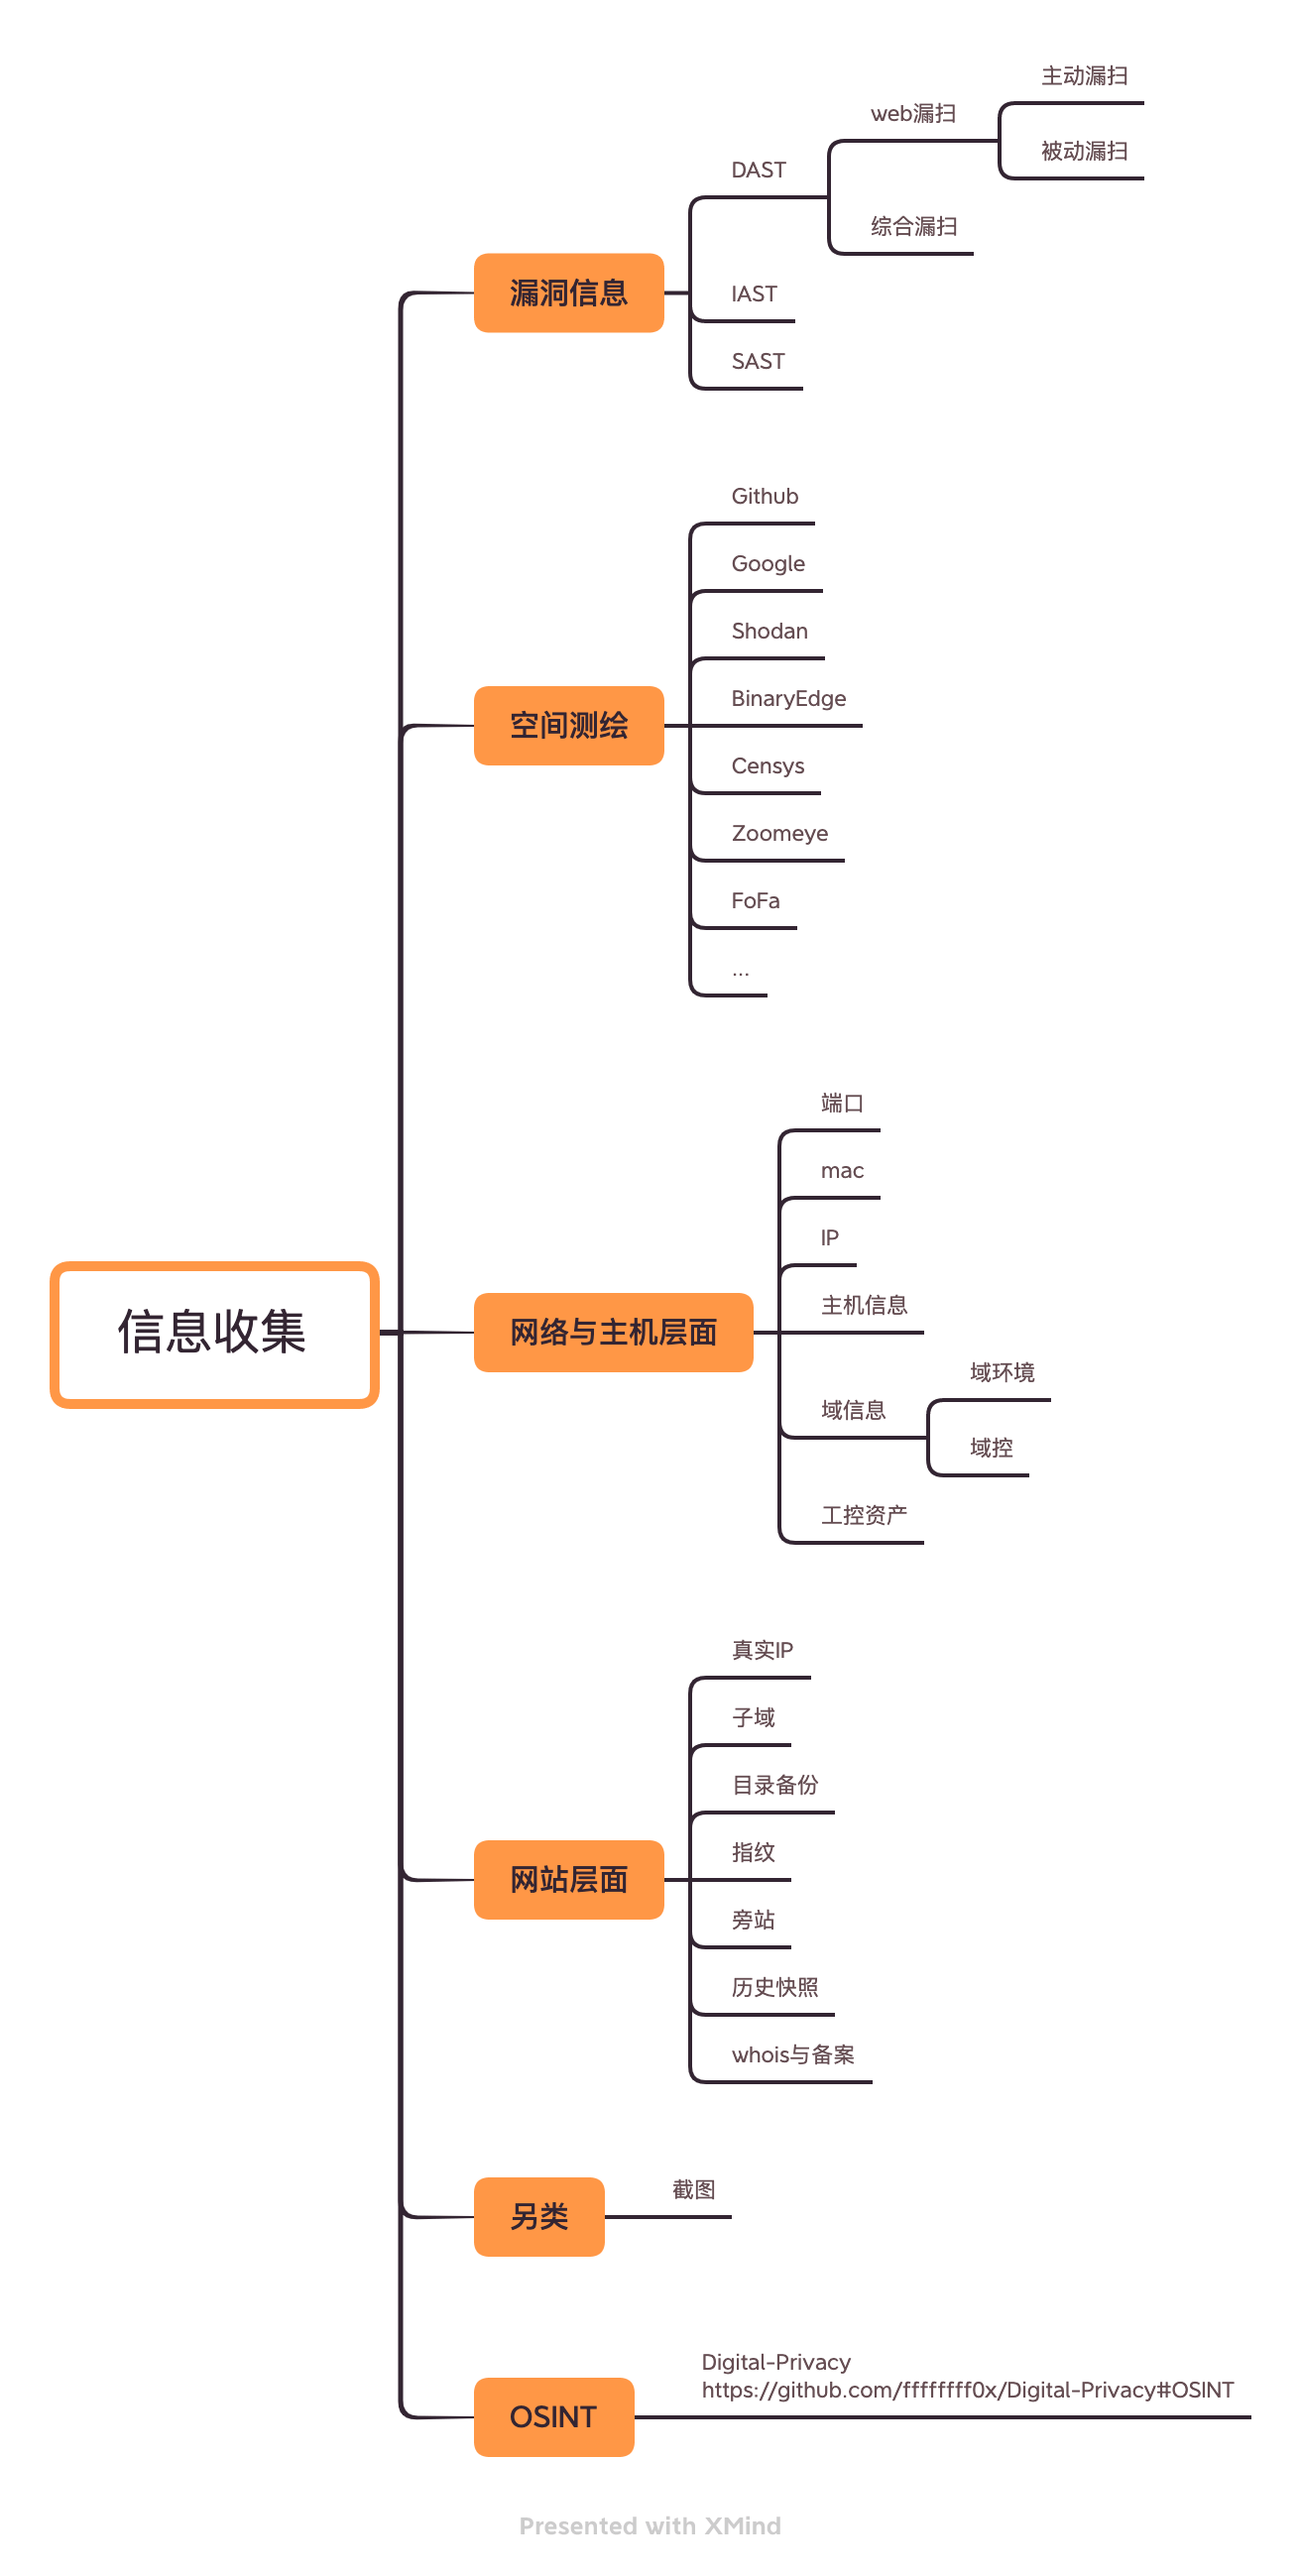 主动漏扫
web漏扫
被动漏扫
DAST
综合漏扫
漏洞信息
IAST
SAST
Github
Google
Shodan
BinaryEdge
空间测绘
Censys
Zoomeye
FoFa
...
端口
mac
IP
主机信息
信息收集
网络与主机层面
域环境
域信息
域控
工控资产
真实IP
子域
目录备份
指纹
网站层面
旁站
历史快照
whois与备案
截图
另类
Digital-Privacy
https://github.com/ffffffff0x/Digital-Privacy#OSINT
OSINT
Presented with XMind